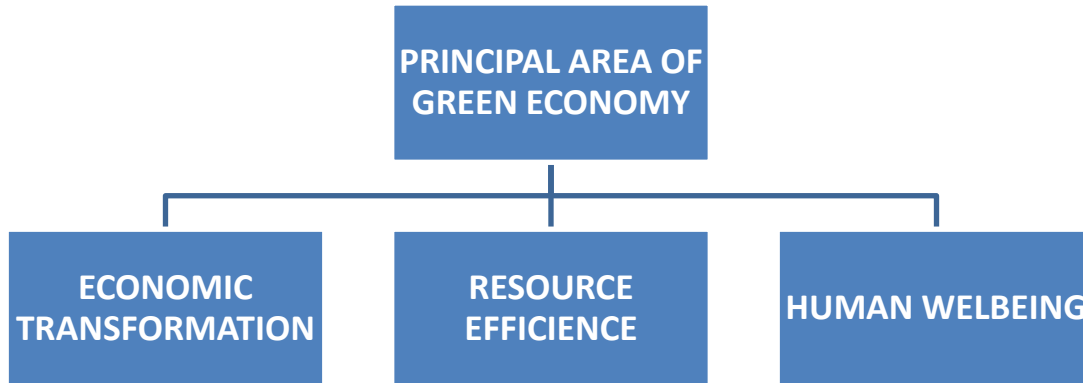 PRINCIPAL AREA OF
GREEN ECONOMY
ECONOMIC
TRANSFORMATION
RESOURCE
EFFICIENCE
HUMAN WELBEING